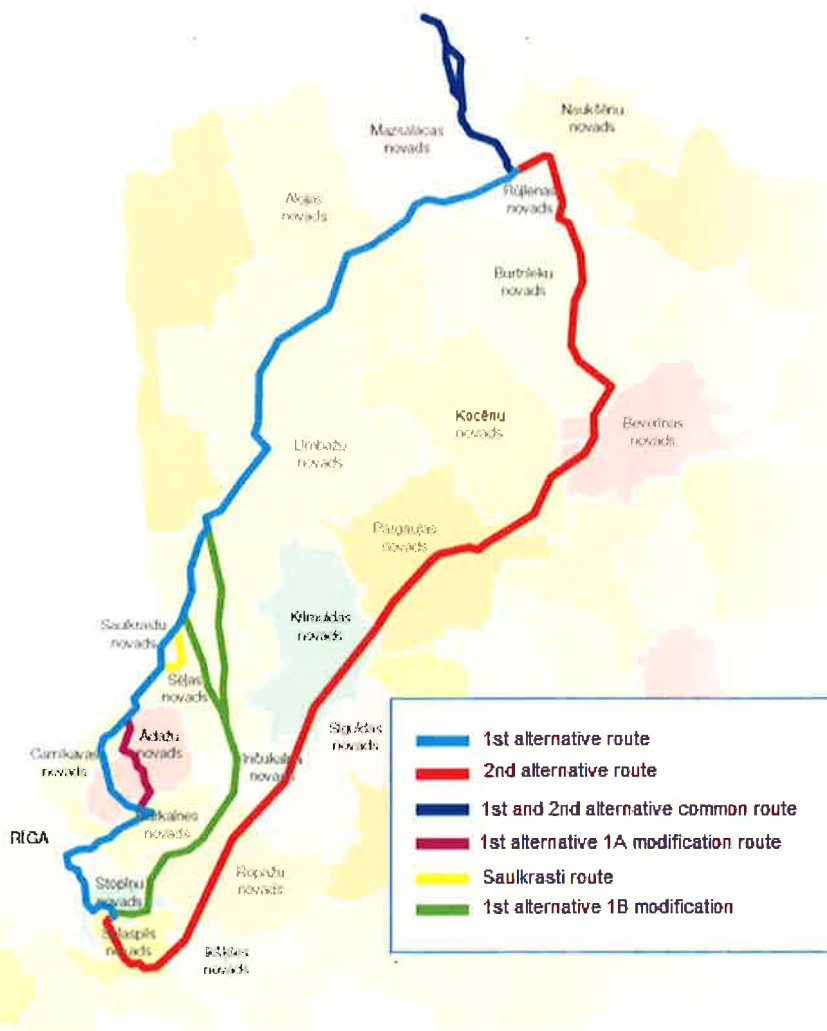 Naukšēnu
novads
Mazsalacas
novads
Rūjienas
novads
Alojas
novads
Burtnieku
novads
Kocēnu
novads
Beverīnas
novads
Limbažu
novads
Pārgaujas
novads
Krimuldas
novads
Saulkrastu
novads
Sējas
novads
Siguldas
novads
Ādažu
novads
Carnikavas
novads
Inčukalna
novads
novads
RĪGA
Ropažu
novads
Stopiņu
novads
Salaspils
novads
novads
1st alternative route
2nd alternative route
1st and 2nd alternative common route
1st alternative 1A modification route
Saulkrasti route
1st alternative 1B modification